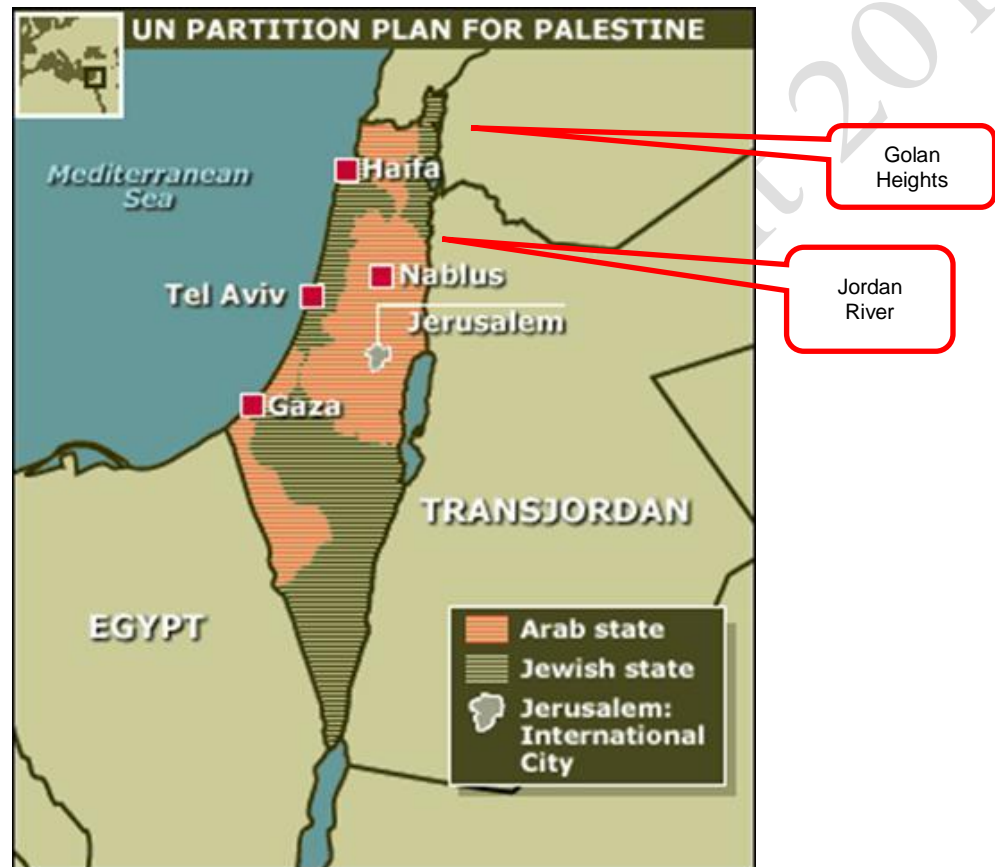 UN PARTITION PLAN FOR PALESTINE
Mediterranean
Sea
Haifa
Golan
Heights
Tel Aviv
Nablus
Jordan
River
Jerusalem
Gaza
TRANSJORDAN
EGYPT
Arab state
Jewish state
Jerusalem:
International
City